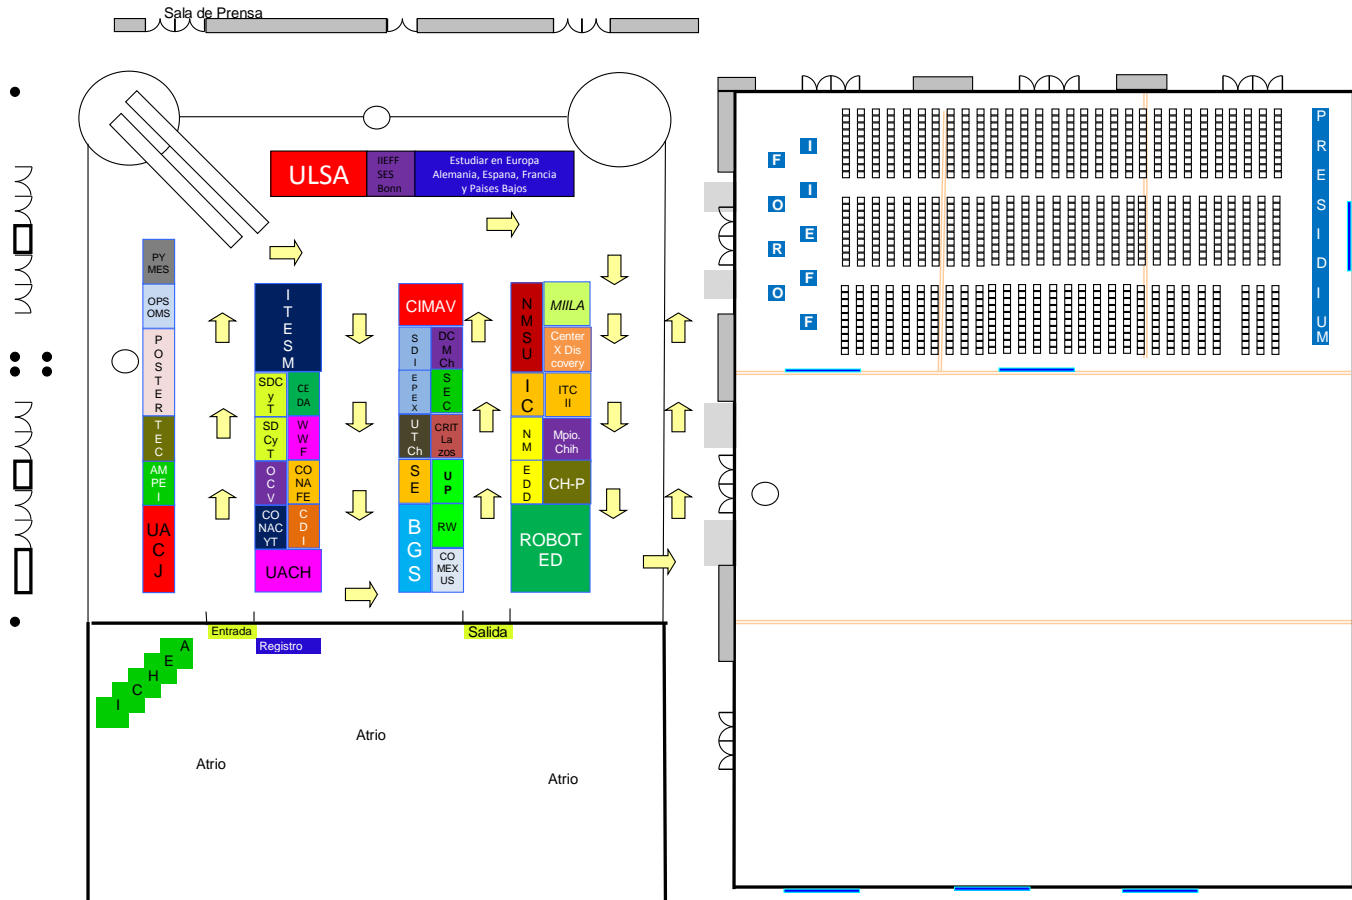 Sala de Prensa
ULSA
IIEFF
SES
Bonn
Estudiar en Europa
Alemania, Espana, Francia
y Países Bajos
PY
MES
OPS
OMS
P
O
S
T
E
R
T
E
C
AM
PE
I
UA
C
J
I
T
E
S
M
SDC
y
T
CE
DA
SD
Cy
T
W
W
F
O
C
V
CO
NA
FE
CO
NAC
YT
C
D
I
UACH
CIMAV
S
D
I
DC
M
Ch
E
P
E
X
S
E
C
U
T
Ch
CRIT
La
zos
S
E
U
P
B
G
S
RW
CO
MEX
US
N
M
S
U
MIILA
Center
X Dis
covery
I
C
ITC
II
N
M
Mpio.
Chih
E
D
D
CH-P
ROBOT
ED
Entrada
Registro
Salida
A
E
H
C
I
Atrio
Atrio
Atrio
F
O
R
O
I
I
E
F
F
P
R
E
S
I
D
I
U
M